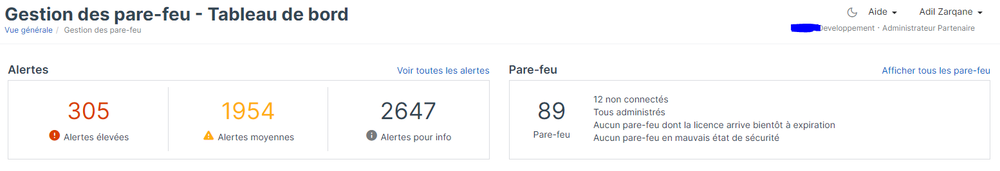 Gestion des pare-feu - Tableau de bord
Aide
Adil Zarqane
Vue générale / Gestion des pare-feu
Developpement · Administrateur Partenaire
Alertes
Voir toutes les alertes
305
Alertes élevées
1954
Alertes moyennes
2647
Alertes pour info
Pare-feu
Afficher tous les pare-feu
89
Pare-feu
12 non connectés
Tous administrés
Aucun pare-feu dont la licence arrive bientôt à expiration
Aucun pare-feu en mauvais état de sécurité